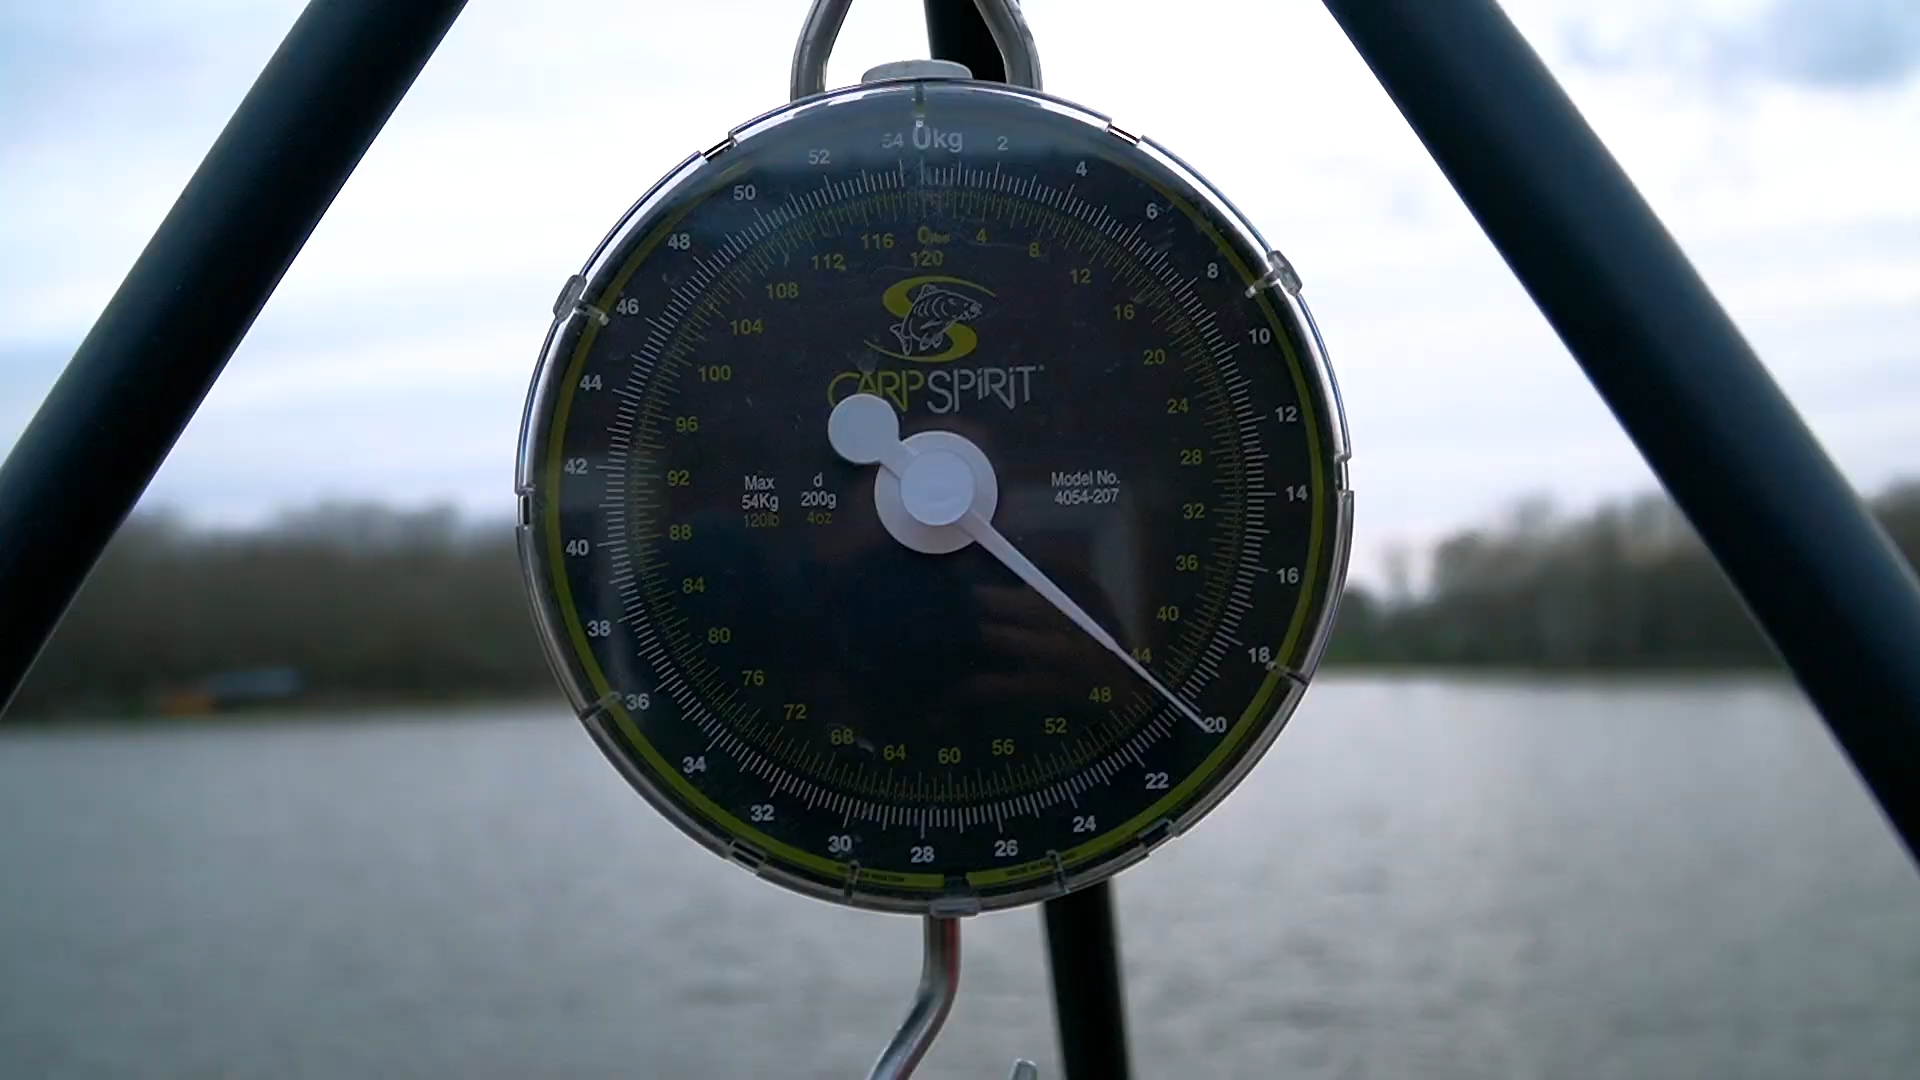 54 0kg 2
52 4
50 6
48 8
46 10
44 12
42 14
40 16
38 18
36 20
34 22
32 24
30 28 26
116 0 4
112 120 8
108 12
104 16
100 20
96 24
92 28
88 32
84 36
80 40
76 44
72 48
68 64 60 56 52
CARPSPIRIT
Max
54Kg
120lb
d
200g
4oz
Model No.
4054-207